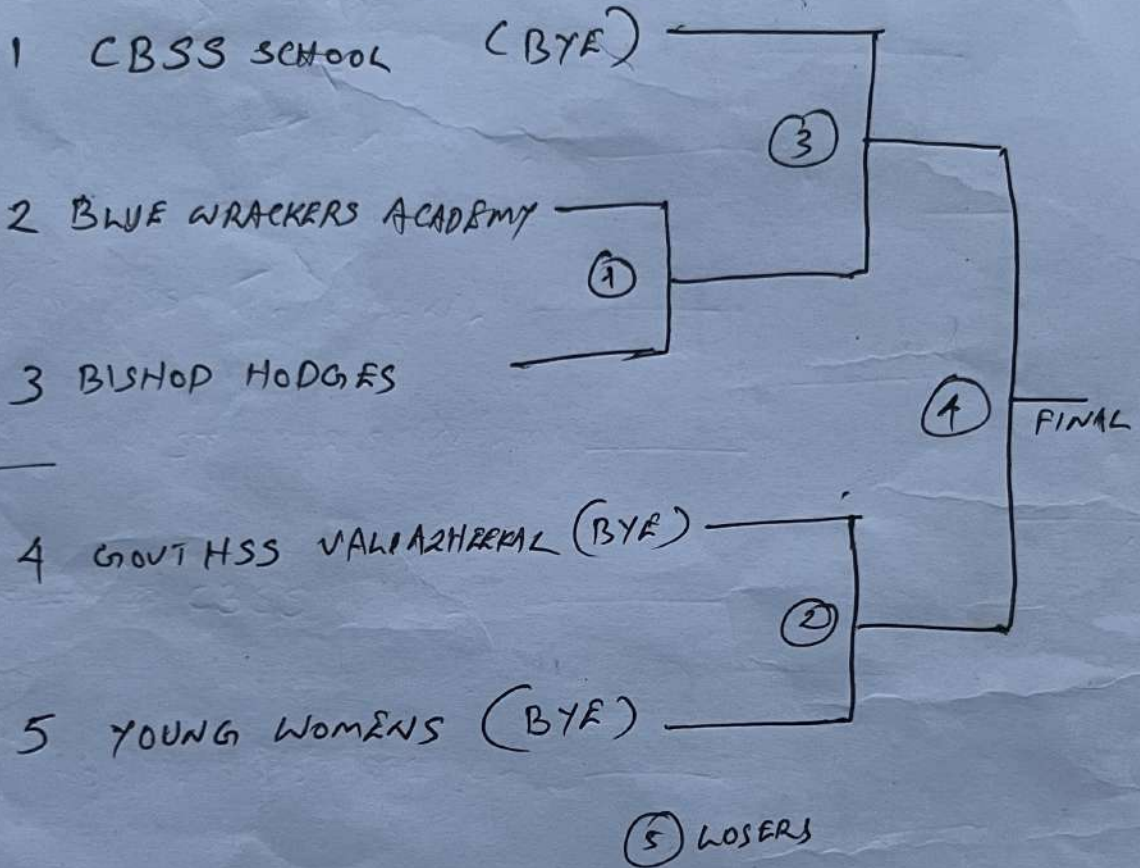 1 CBSS SCHOOL (BYE)
3
2 BLUE WRACKERS ACADEMY
1
3 BISHOP HODGES
4 FINAL
4 GOVT HSS VALIAZHEEKAL (BYE)
2
5 YOUNG WOMENS (BYE)
5 LOSERS